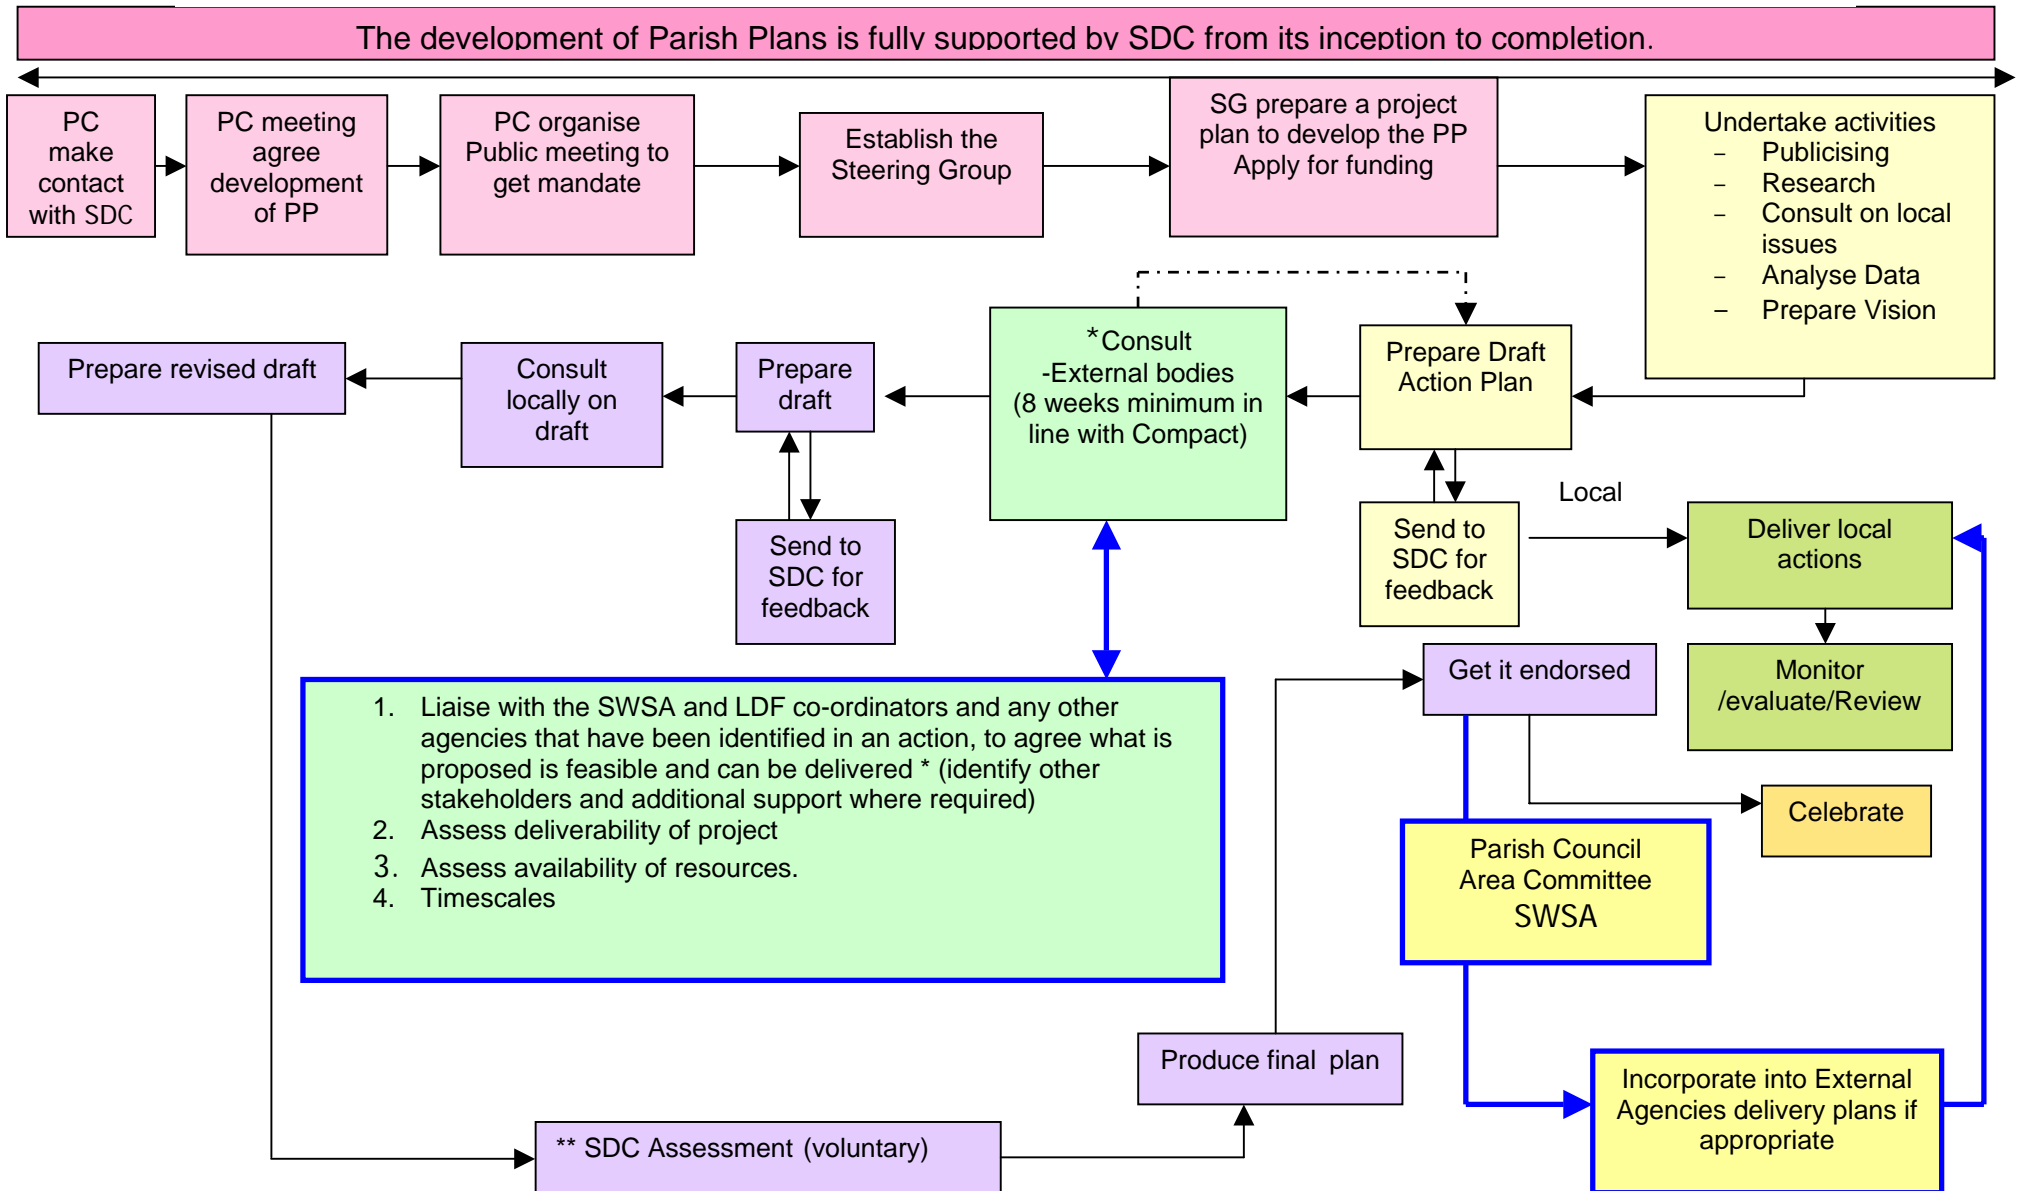 The development of Parish Plans is fully supported by SDC from its inception to completion.
PC
make
contact
with SDC
PC meeting
agree
development
of PP
PC organise
Public meeting to
get mandate
Establish the
Steering Group
SG prepare a project
plan to develop the PP
Apply for funding
Undertake activities
- Publicising
- Research
- Consult on local
issues
- Analyse Data
- Prepare Vision
Prepare revised draft
Consult
locally on
draft
Prepare
draft
*Consult
-External bodies
(8 weeks minimum in
line with Compact)
Prepare Draft
Action Plan
Send to
SDC for
feedback
Send to
SDC for
feedback
Local
Deliver local
actions
Monitor
/evaluate/Review
1. Liaise with the SWSA and LDF co-ordinators and any other
agencies that have been identified in an action, to agree what is
proposed is feasible and can be delivered * (identify other
stakeholders and additional support where required)
2. Assess deliverability of project
3. Assess availability of resources.
4. Timescales
Get it endorsed
Celebrate
Parish Council
Area Committee
SWSA
Produce final plan
Incorporate into External
Agencies delivery plans if
appropriate
** SDC Assessment (voluntary)